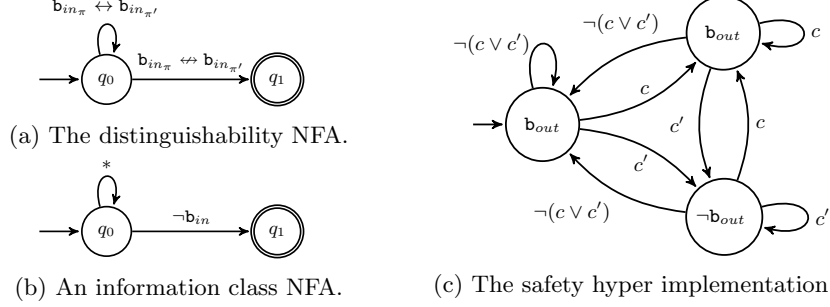 b_{in_π} ↔ b_{in_{π'}}
q_0
b_{in_π} ↮ b_{in_{π'}}
q_1
(a) The distinguishability NFA.
*
q_0
¬b_{in}
q_1
(b) An information class NFA.
¬(c ∨ c')
b_{out}
¬(c ∨ c')
b_{out}
c
c
c'
c
c'
¬(c ∨ c')
¬b_{out}
c'
(c) The safety hyper implementation